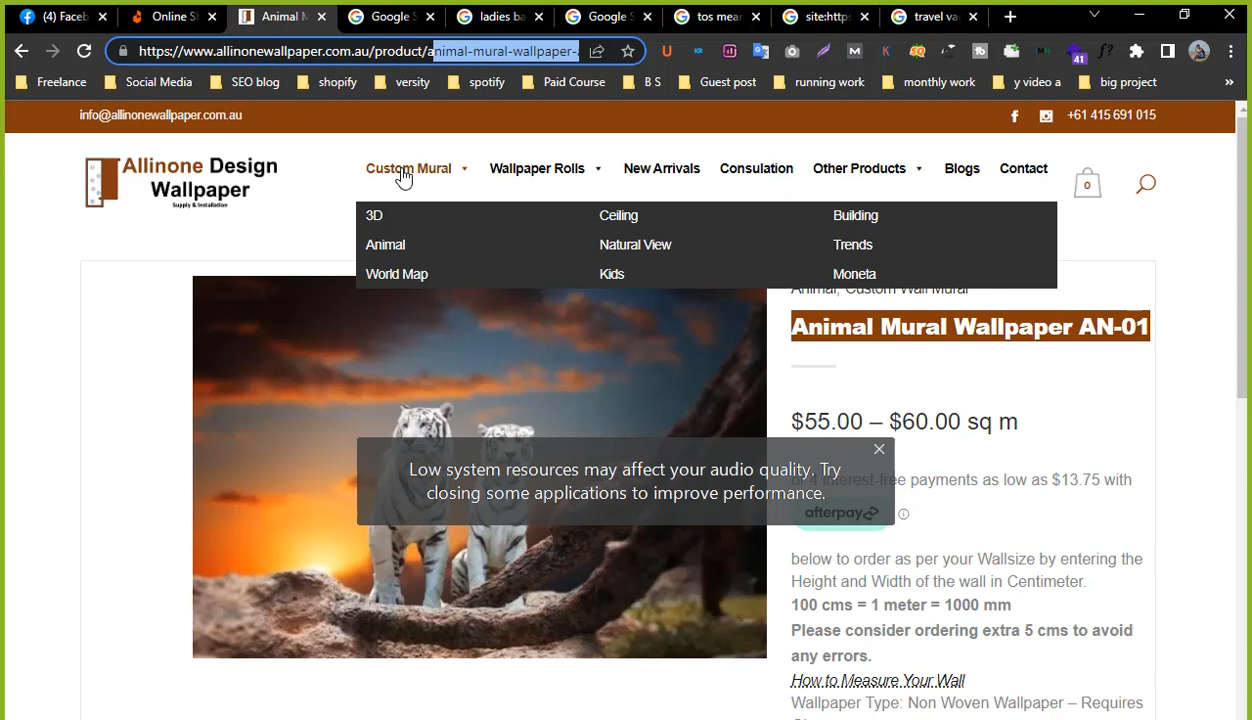 (4) Faceb
Online Sl
Animal M
Google S
ladies ba
Google S
tos mear
site:https
travel vac
https://www.allinonewallpaper.com.au/product/animal-mural-wallpaper-a
41
Freelance
Social Media
SEO blog
shopify
versity
spotify
Paid Course
B S
Guest post
running work
monthly work
y video a
big project
»
info@allinonewallpaper.com.au
+61 415 691 015
Allinone Design
Wallpaper
Supply & Installation
Custom Mural
Wallpaper Rolls
New Arrivals
Consulation
Other Products
Blogs
Contact
0
3D
Ceiling
Building
Animal
Natural View
Trends
World Map
Kids
Moneta
Animal, Custom Wall Mural
Animal Mural Wallpaper AN-01
$55.00 – $60.00 sq m
Low system resources may affect your audio quality. Try
closing some applications to improve performance.
or 4 interest-free payments as low as $13.75 with
afterpay
below to order as per your Wallsize by entering the
Height and Width of the wall in Centimeter.
100 cms = 1 meter = 1000 mm
Please consider ordering extra 5 cms to avoid
any errors.
How to Measure Your Wall
Wallpaper Type: Non Woven Wallpaper – Requires